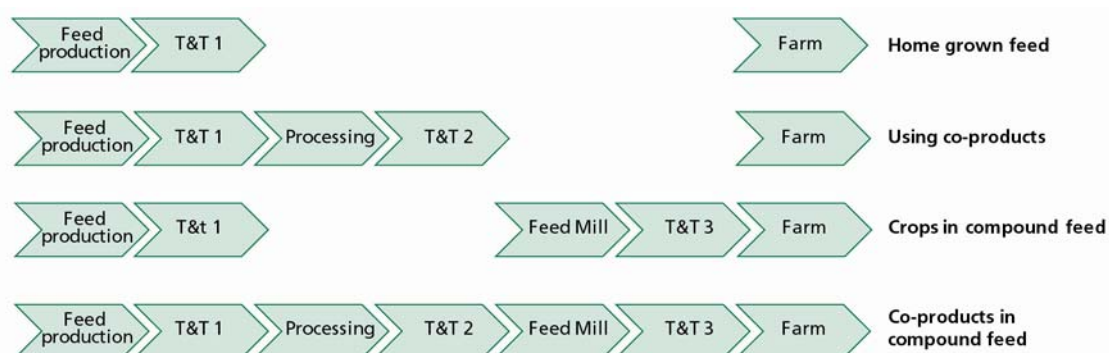 Feed
production
T&T 1
Farm
Home grown feed
Feed
production
T&T 1
Processing
T&T 2
Farm
Using co-products
Feed
production
T&t 1
Feed Mill
T&T 3
Farm
Crops in compound feed
Feed
production
T&T 1
Processing
T&T 2
Feed Mill
T&T 3
Farm
Co-products in
compound feed